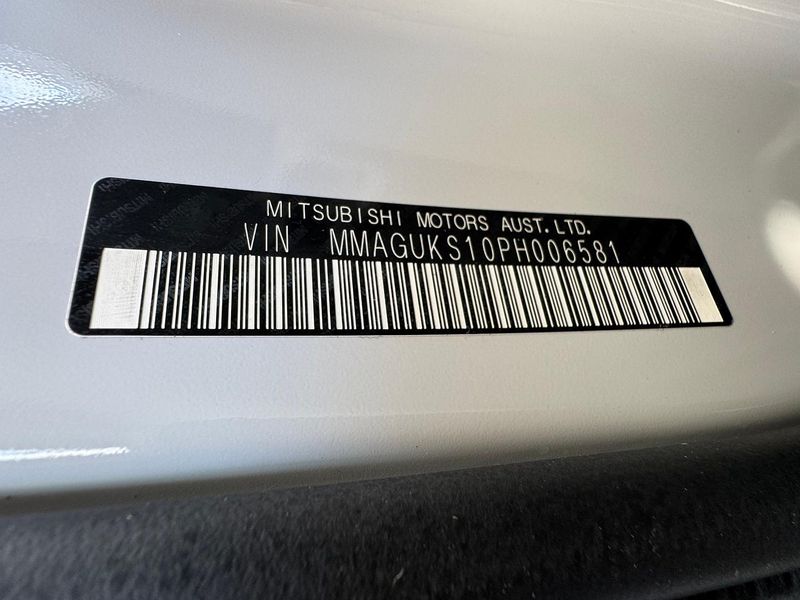 MITSUBISHI MOTORS AUST. LTD.
VIN MMAGUKS10PH006581